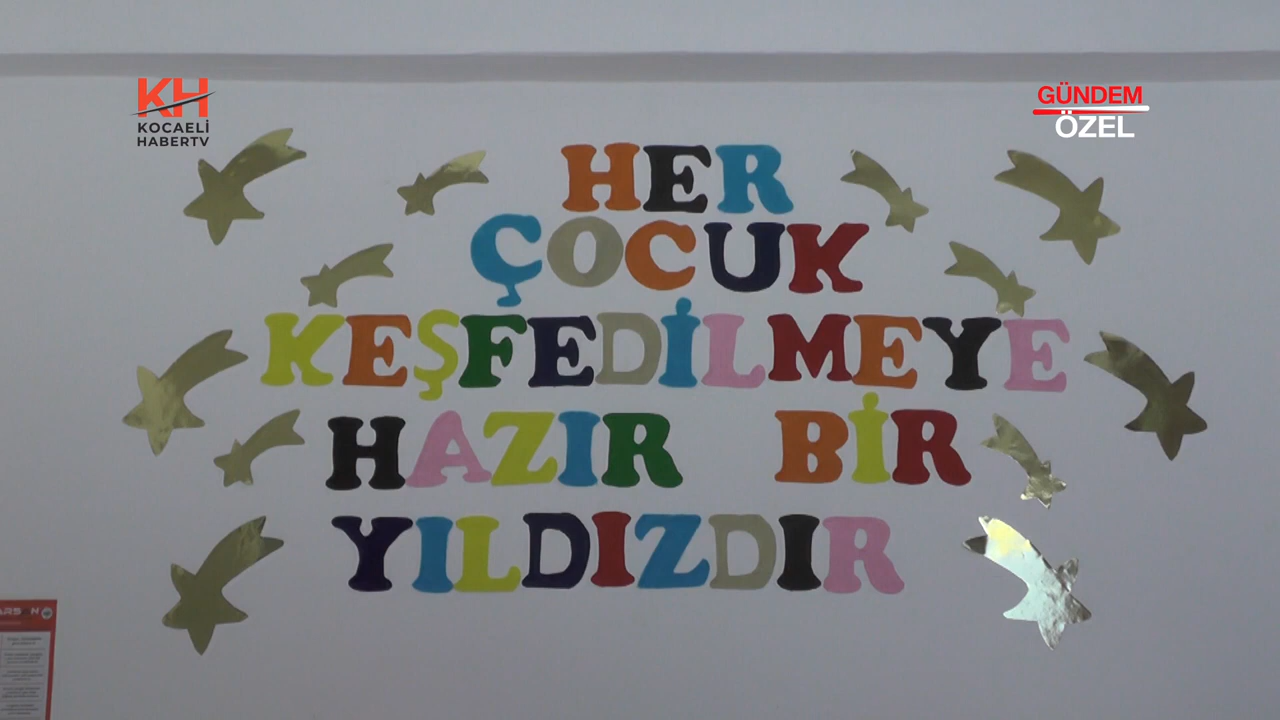 KH
KOCAELİ
HABERTV
GÜNDEM
ÖZEL
HER
ÇOCUK
KEŞFEDİLMEYE
HAZIR BİR
YILDIZDIR